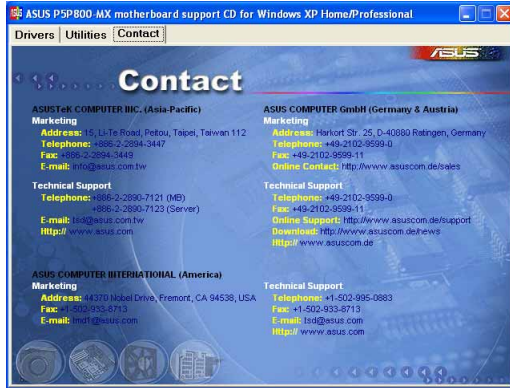 ASUS P5P800-MX motherboard support CD for Windows XP Home/Professional
Drivers Utilities Contact
ASUS
Contact
ASUSTeK COMPUTER INC. (Asia-Pacific)
Marketing
Address: 15, Li-Te Road, Peitou, Taipei, Taiwan 112
Telephone: +886-2-2894-3447
Fax: +886-2-2894-3449
E-mail: info@asus.com.tw
Technical Support
Telephone: +886-2-2890-7121 (MB)
+886-2-2890-7123 (Server)
E-mail: tsd@asus.com.tw
Http:// www.asus.com
ASUS COMPUTER GmbH (Germany & Austria)
Marketing
Address: Harkort Str. 25, D-40880 Ratingen, Germany
Telephone: +49-2102-9599-0
Fax: +49-2102-9599-11
Online Contact: http://www.asuscom.de/sales
Technical Support
Telephone: +49-2102-9599-0
Fax: +49-2102-9599-11
Online Support: http://www.asuscom.de/support
Download: http://www.asuscom.de/news
Http:// www.asuscom.de
ASUS COMPUTER INTERNATIONAL (America)
Marketing
Address: 44370 Nobel Drive, Fremont, CA 94538, USA
Fax: +1-502-933-8713
E-mail: tmd1@asus.com
Technical Support
Telephone: +1-502-995-0883
Fax: +1-502-933-8713
E-mail: tsd@asus.com
Http:// www.asus.com